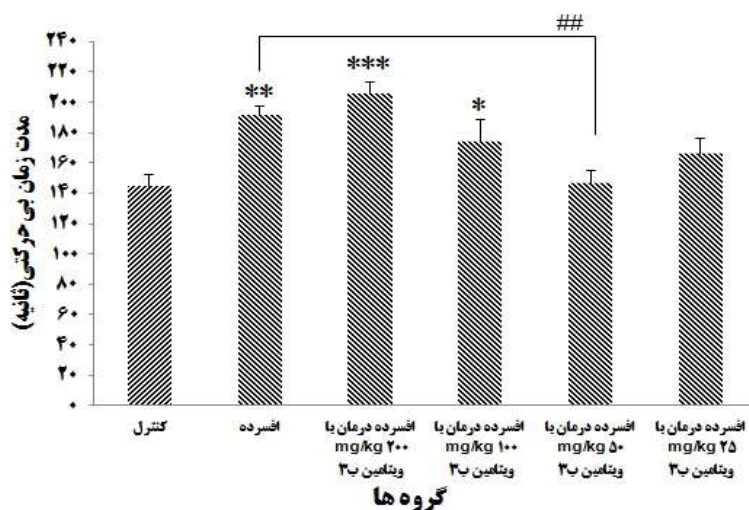 ##
***
**
*
مدت زمان بی حرکتی(ثانیه)
۲۴۰
۲۲۰
۲۰۰
۱۸۰
۱۶۰
۱۴۰
۱۲۰
۱۰۰
۸۰
۶۰
۴۰
۲۰
۰
کنترل
افسرده
افسرده درمان با
mg/kg ۲۰۰
ویتامین ب۳
افسرده درمان با
mg/kg ۱۰۰
ویتامین ب۳
افسرده درمان با
mg/kg ۵۰
ویتامین ب۳
افسرده درمان با
mg/kg ۲۵
ویتامین ب۳
گروه ها